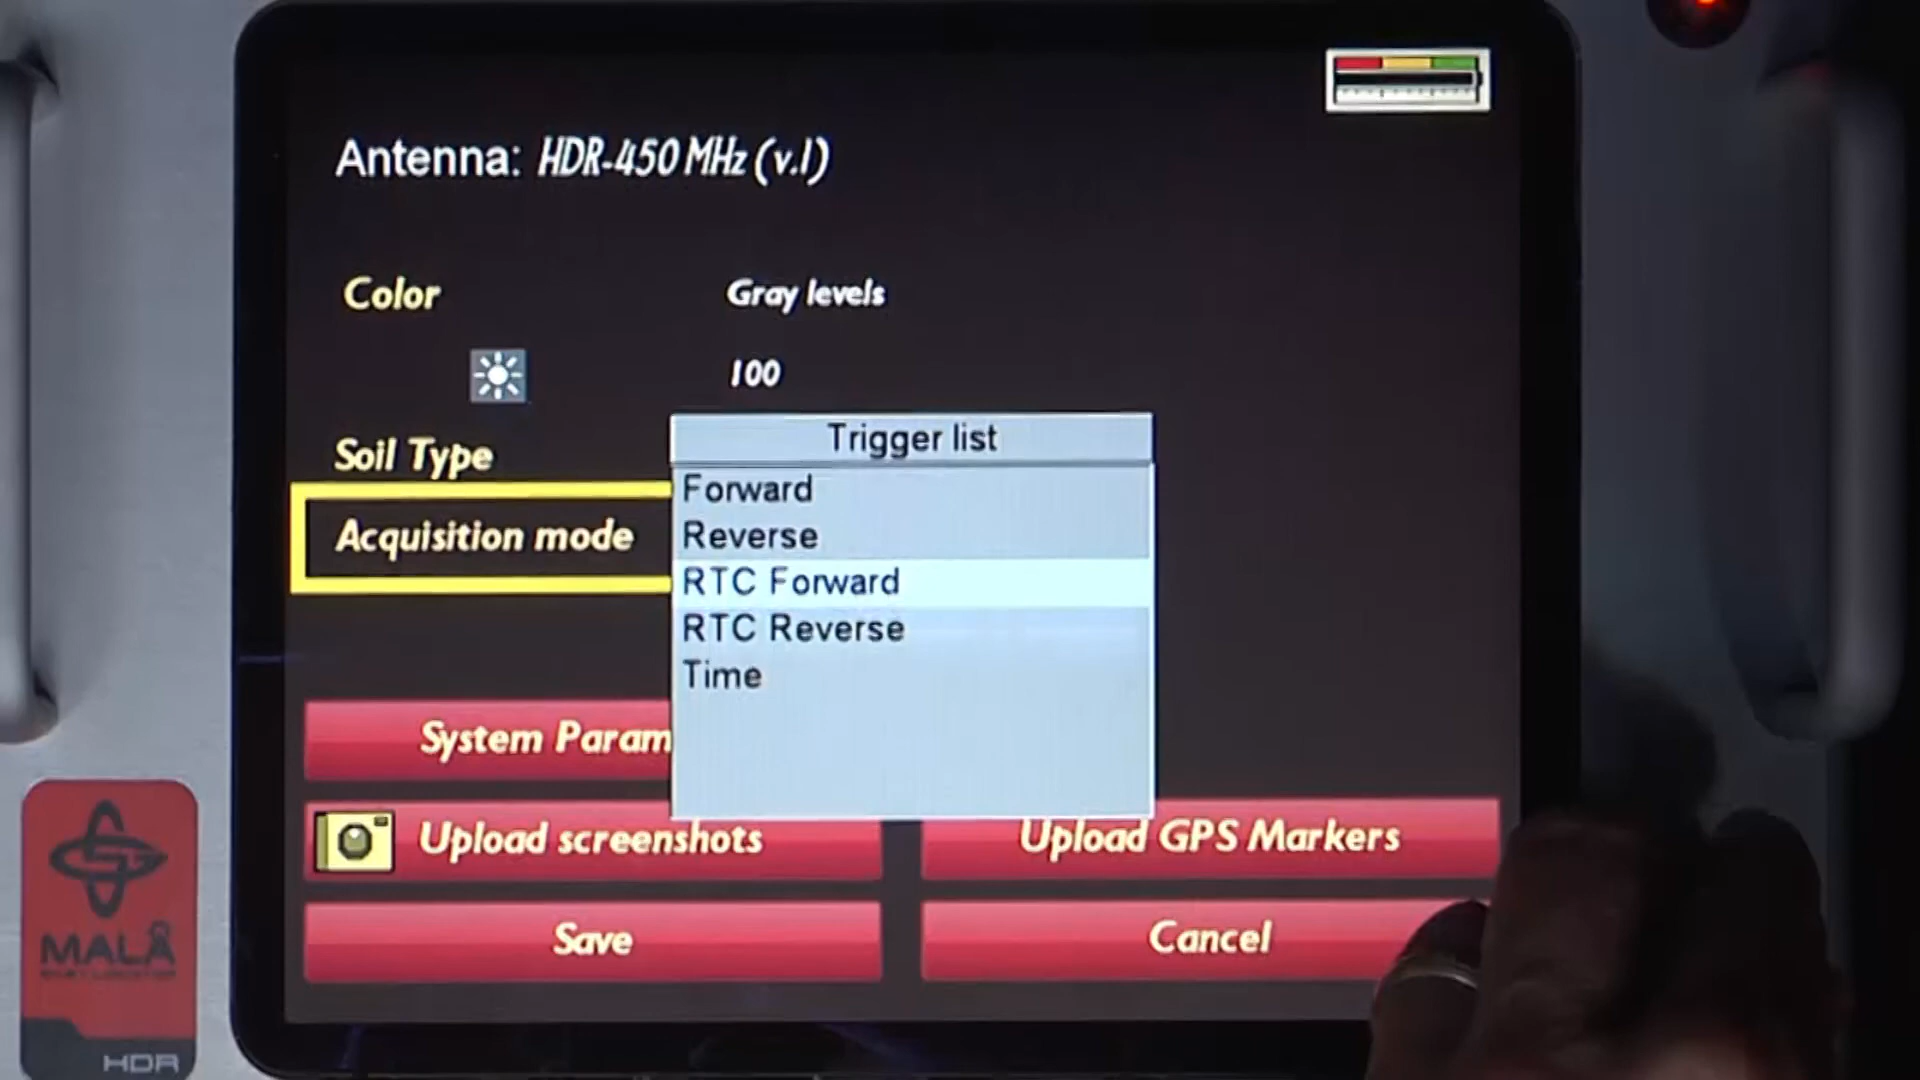 Antenna: HDR-450 MHz (v.1)
Color Gray levels
100
Soil Type
Acquisition mode
Trigger list
Forward
Reverse
RTC Forward
RTC Reverse
Time
System Param
Upload screenshots
Upload GPS Markers
Save
Cancel
MALÅ
HDR